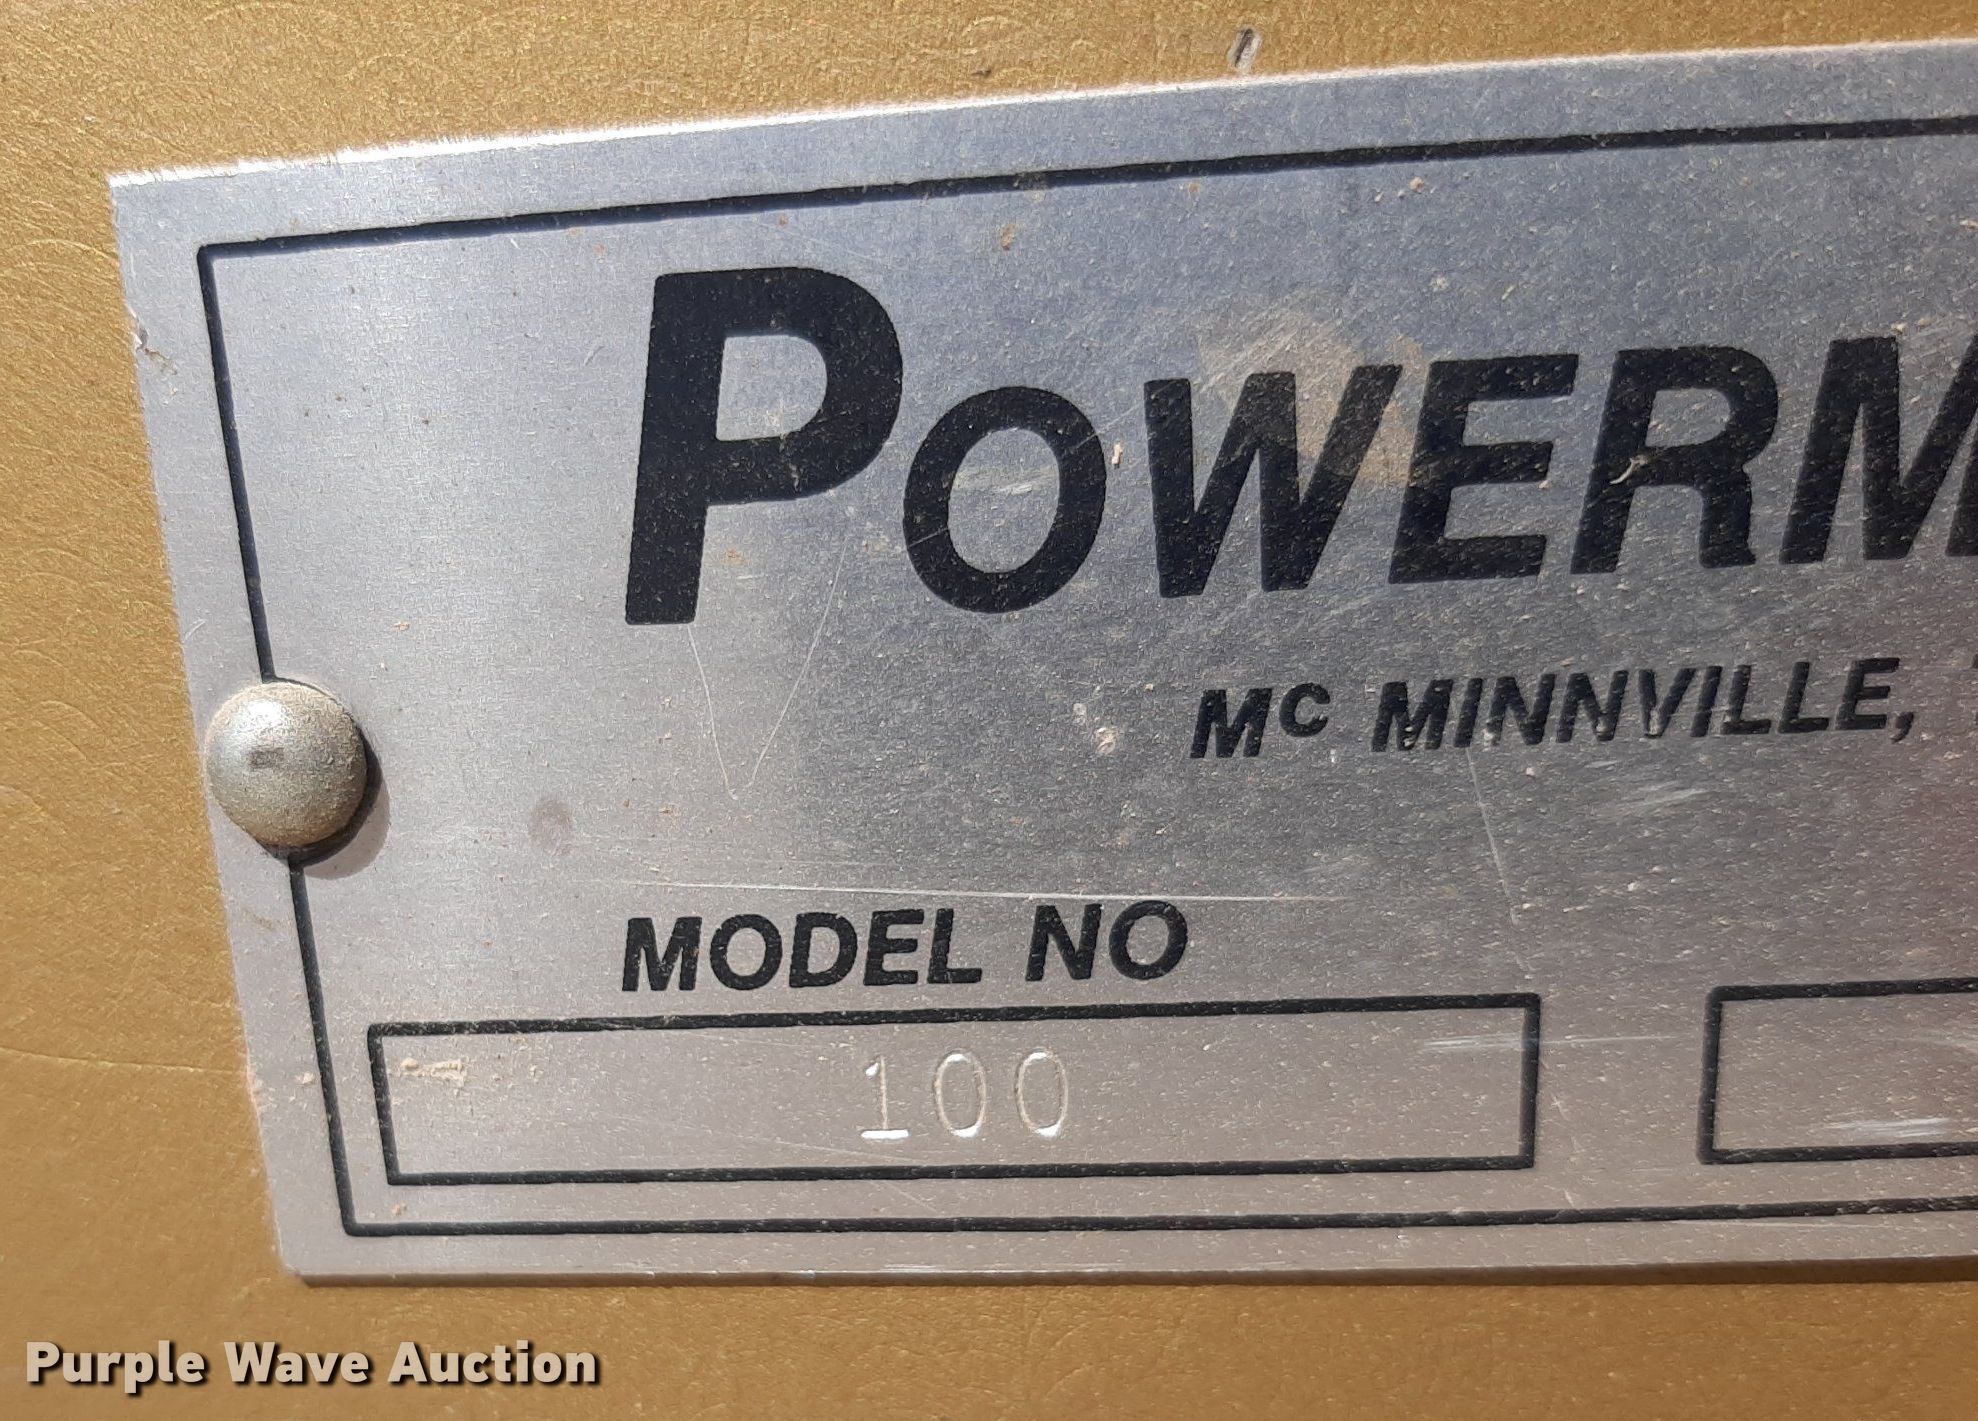 POWERM
Mc MINNVILLE,
MODEL NO
100
Purple Wave Auction